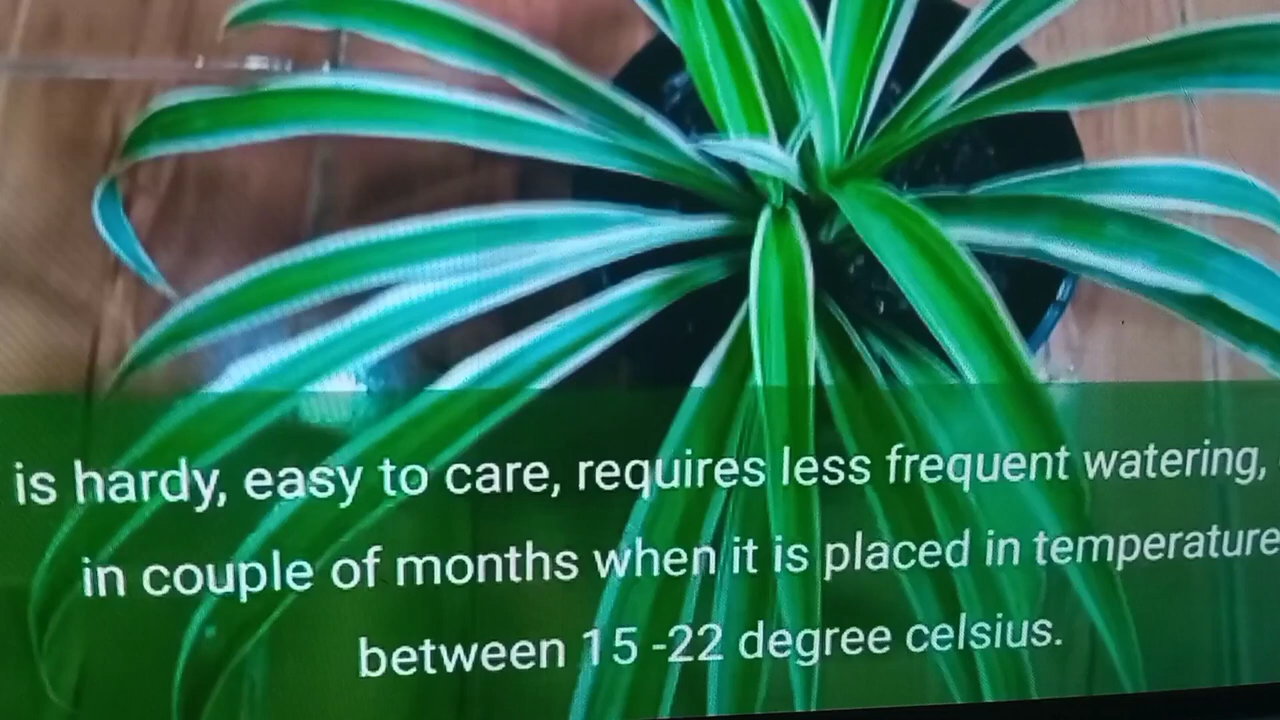 is hardy, easy to care, requires less frequent watering,
in couple of months when it is placed in temperature
between 15 -22 degree celsius.